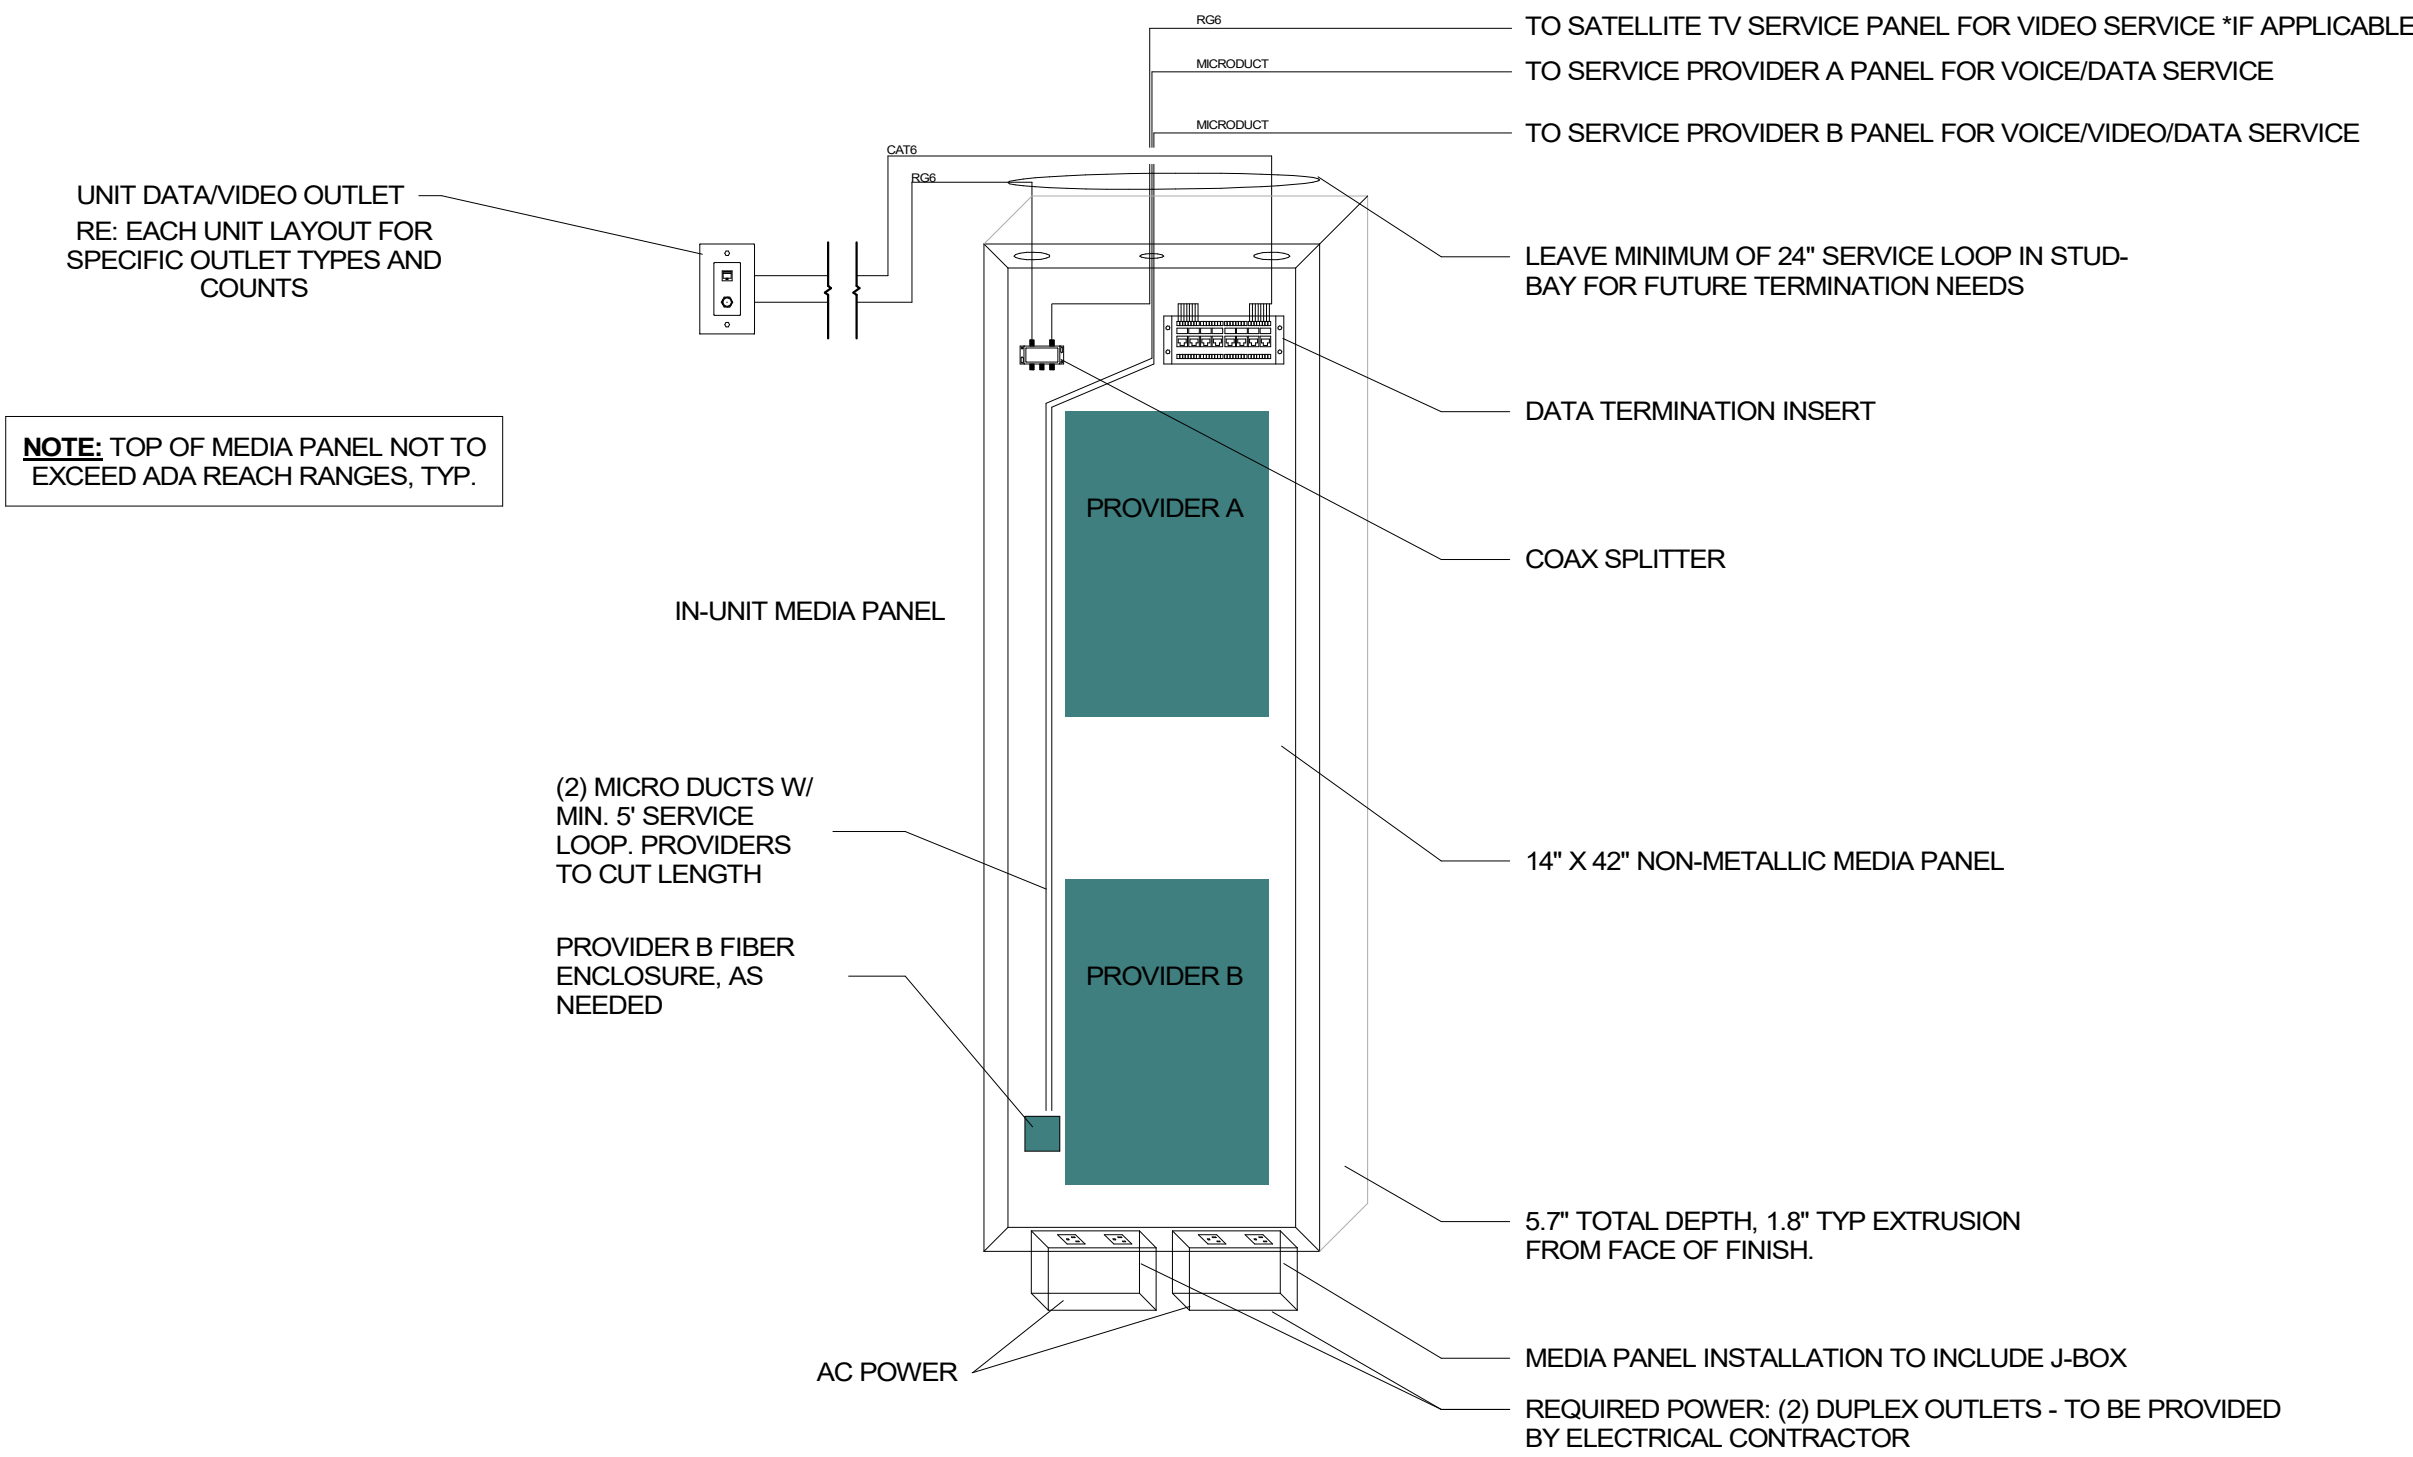 RG6
TO SATELLITE TV SERVICE PANEL FOR VIDEO SERVICE *IF APPLICABLE
MICRODUCT
TO SERVICE PROVIDER A PANEL FOR VOICE/DATA SERVICE
MICRODUCT
TO SERVICE PROVIDER B PANEL FOR VOICE/VIDEO/DATA SERVICE
CAT6
RG6
UNIT DATA/VIDEO OUTLET
RE: EACH UNIT LAYOUT FOR
SPECIFIC OUTLET TYPES AND
COUNTS
LEAVE MINIMUM OF 24" SERVICE LOOP IN STUD-
BAY FOR FUTURE TERMINATION NEEDS
DATA TERMINATION INSERT
NOTE: TOP OF MEDIA PANEL NOT TO
EXCEED ADA REACH RANGES, TYP.
PROVIDER A
COAX SPLITTER
IN-UNIT MEDIA PANEL
(2) MICRO DUCTS W/
MIN. 5' SERVICE
LOOP. PROVIDERS
TO CUT LENGTH
14" X 42" NON-METALLIC MEDIA PANEL
PROVIDER B FIBER
ENCLOSURE, AS
NEEDED
PROVIDER B
5.7" TOTAL DEPTH, 1.8" TYP EXTRUSION
FROM FACE OF FINISH.
AC POWER
MEDIA PANEL INSTALLATION TO INCLUDE J-BOX
REQUIRED POWER: (2) DUPLEX OUTLETS - TO BE PROVIDED
BY ELECTRICAL CONTRACTOR